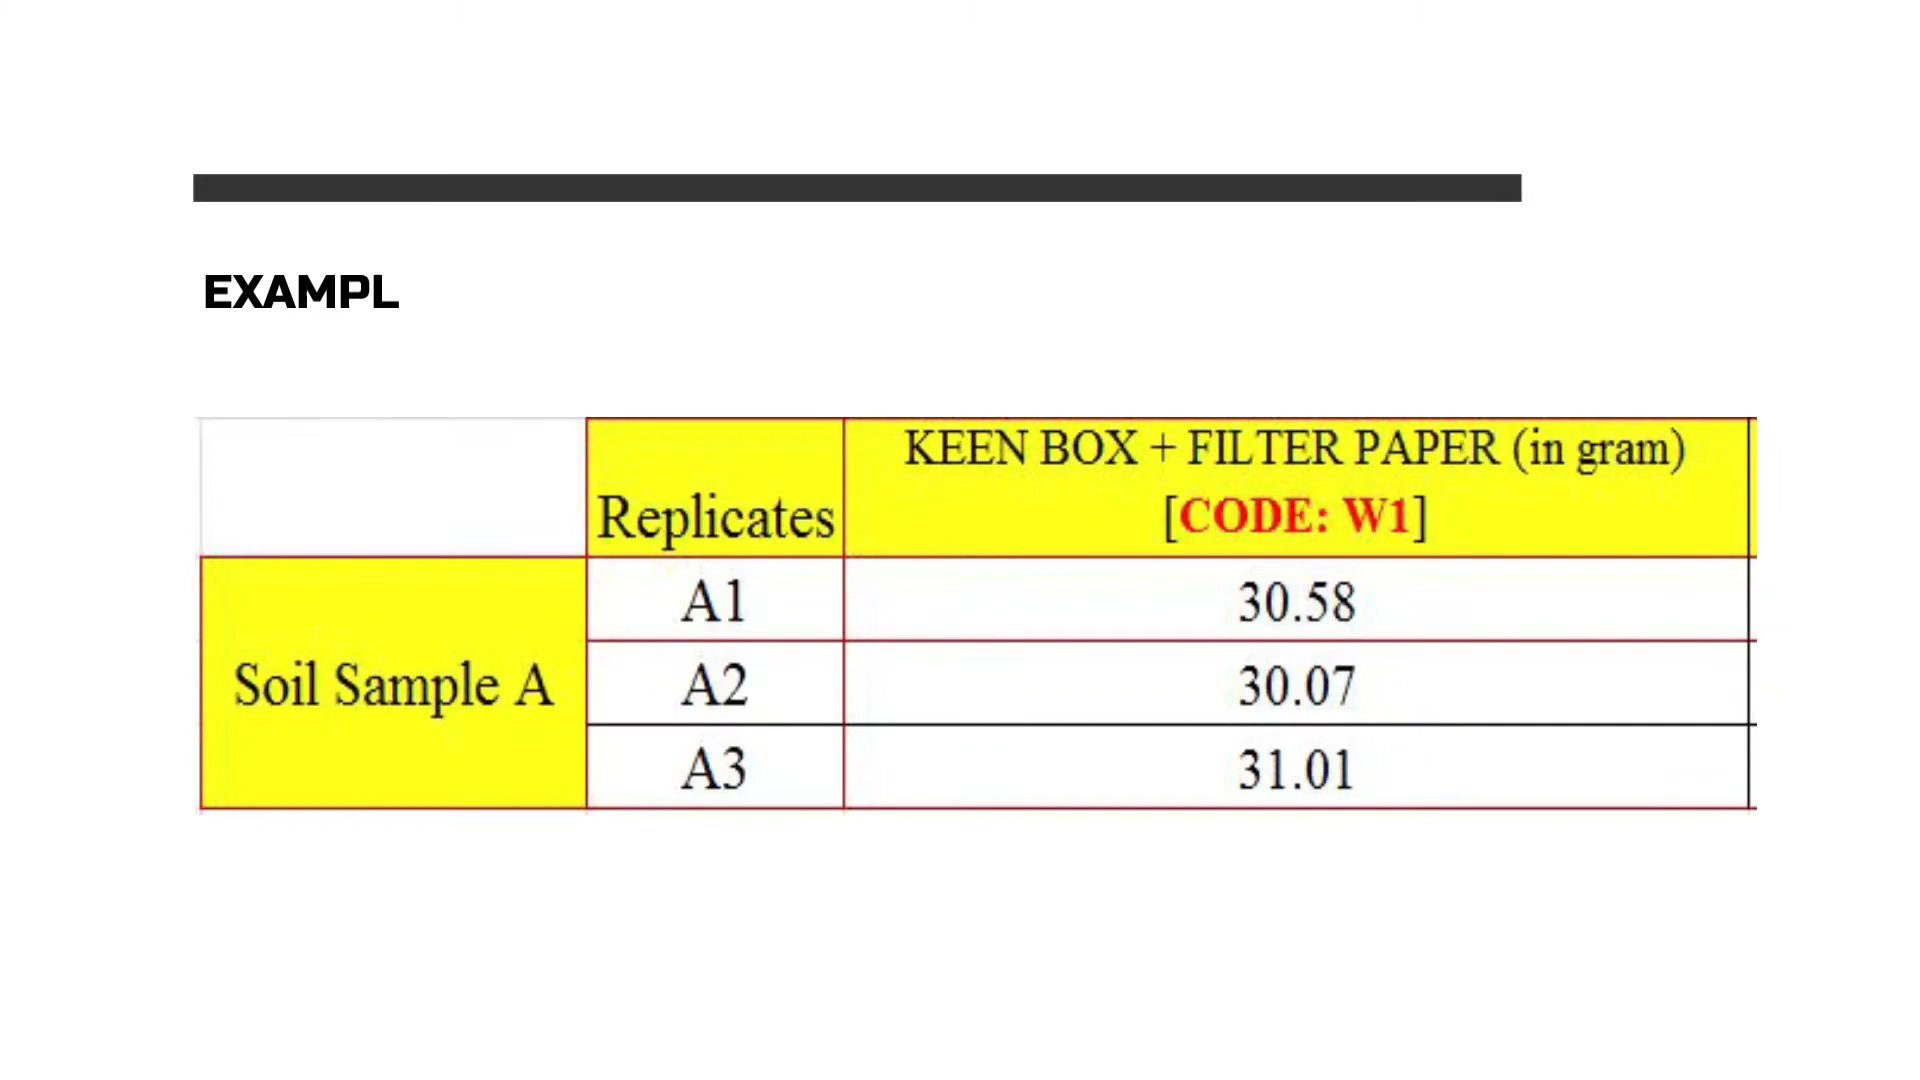 EXAMPL
Replicates
KEEN BOX + FILTER PAPER (in gram)
[CODE: W1]
Soil Sample A
A1
30.58
A2
30.07
A3
31.01